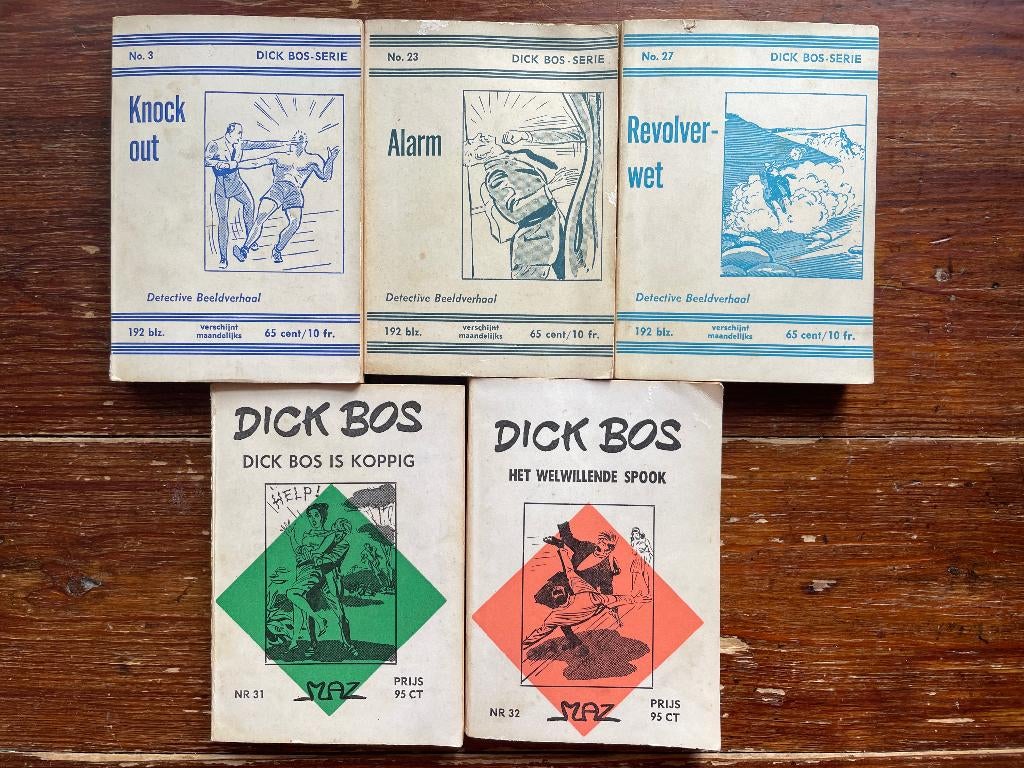 No. 3 DICK BOS-SERIE
Knock
out
Detective Beeldverhaal
192 blz. verschijnt
maandelijks 65 cent/10 fr.
No. 23 DICK BOS-SERIE
Alarm
Detective Beeldverhaal
192 blz. verschijnt
maandelijks 65 cent/10 fr.
No. 27 DICK BOS-SERIE
Revolver-
wet
Detective Beeldverhaal
192 blz. verschijnt
maandelijks 65 cent/10 fr.
DICK BOS
DICK BOS IS KOPPIG
HELP!
NR 31 MAZ PRIJS
95 CT
DICK BOS
HET WELWILLENDE SPOOK
NR 32 MAZ PRIJS
95 CT